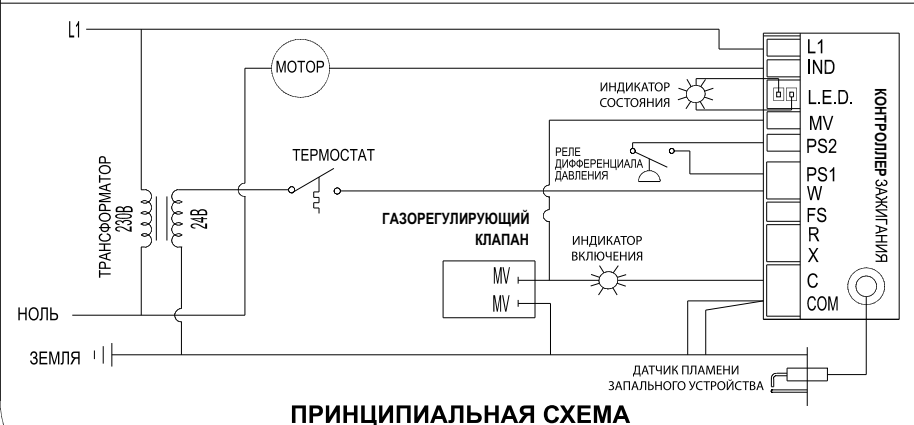 L1
МОТОР
ИНДИКАТОР
СОСТОЯНИЯ
L1
IND
L.E.D.
MV
PS2
PS1
W
FS
R
X
C
COM
КОНТРОЛЛЕР ЗАЖИГАНИЯ
ТЕРМОСТАТ
РЕЛЕ
ДИФФЕРЕНЦИАЛА
ДАВЛЕНИЯ
ТРАНСФОРМАТОР
230В
24В
ГАЗОРЕГУЛИРУЮЩИЙ
КЛАПАН
ИНДИКАТОР
ВКЛЮЧЕНИЯ
MV
MV
НОЛЬ
ЗЕМЛЯ
ДАТЧИК ПЛАМЕНИ
ЗАПАЛЬНОГО УСТРОЙСТВА
ПРИНЦИПИАЛЬНАЯ СХЕМА